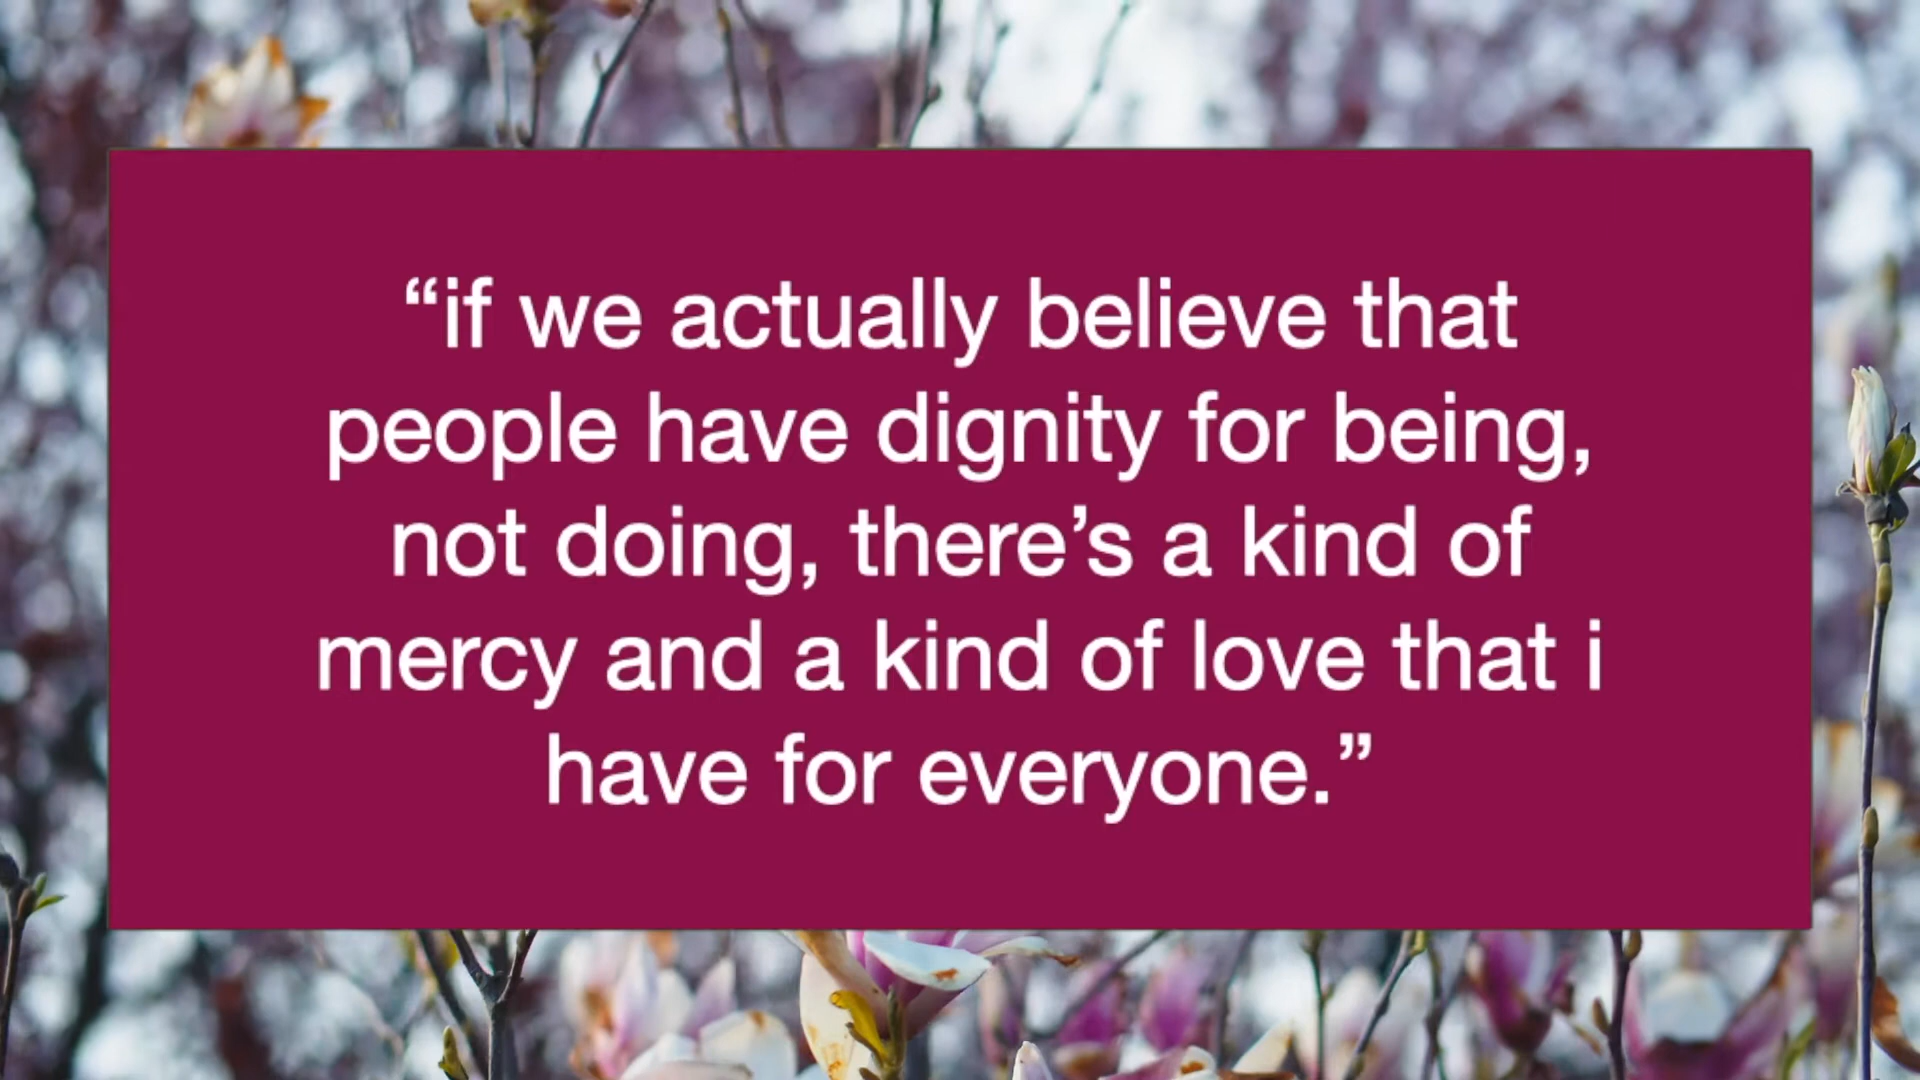 “if we actually believe that
people have dignity for being,
not doing, there’s a kind of
mercy and a kind of love that i
have for everyone.”